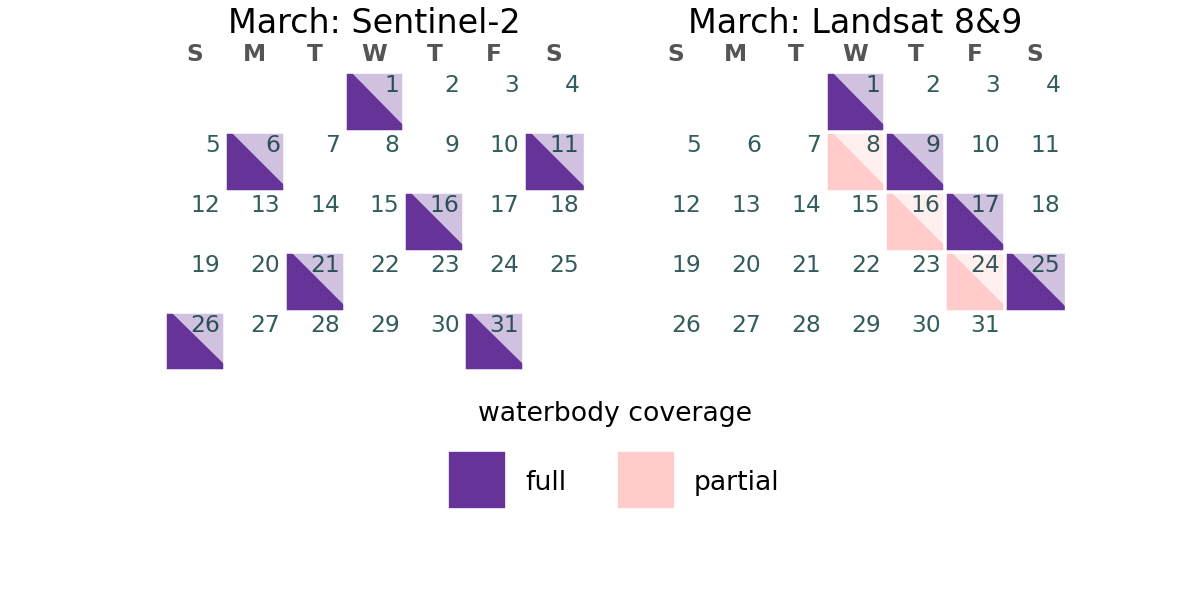 March: Sentinel-2
S M T W T F S
1 2 3 4
5 6 7 8 9 10 11
12 13 14 15 16 17 18
19 20 21 22 23 24 25
26 27 28 29 30 31
March: Landsat 8&9
S M T W T F S
1 2 3 4
5 6 7 8 9 10 11
12 13 14 15 16 17 18
19 20 21 22 23 24 25
26 27 28 29 30 31
waterbody coverage
full
partial